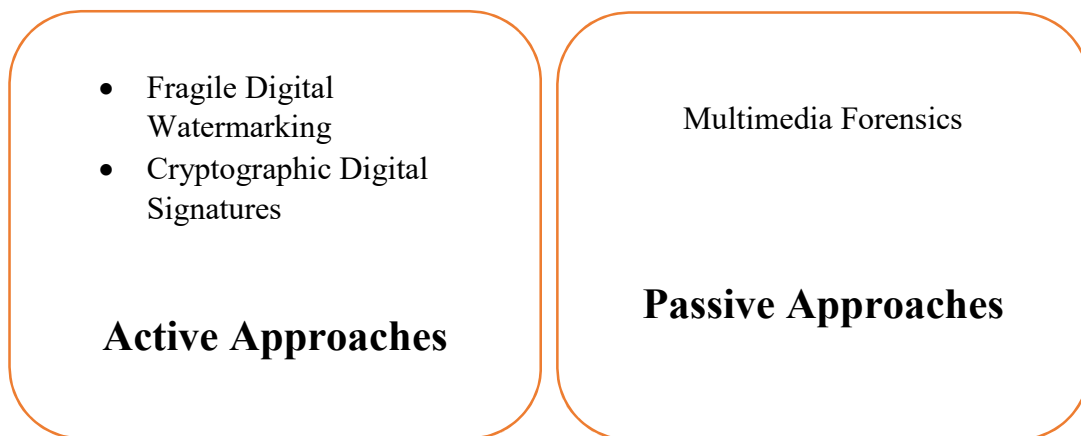 • Fragile Digital
Watermarking
• Cryptographic Digital
Signatures
Active Approaches
Multimedia Forensics
Passive Approaches